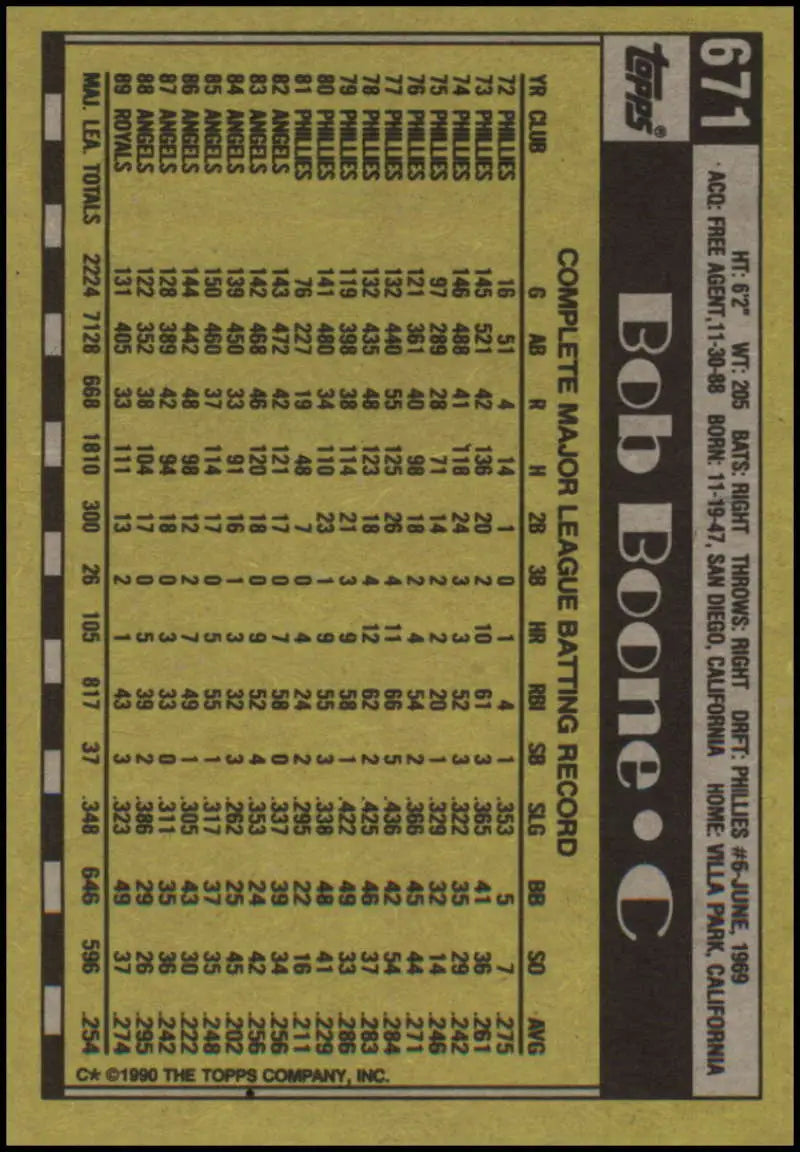 671
HT: 6'2" WT: 205 BATS: RIGHT THROWS: RIGHT DRFT: PHILLIES #6-JUNE, 1969
ACQ: FREE AGENT, 11-30-88 BORN: 11-19-47, SAN DIEGO, CALIFORNIA HOME: VILLA PARK, CALIFORNIA
TOPPS®
Bob Boone • C
COMPLETE MAJOR LEAGUE BATTING RECORD
YR CLUB G AB R H 2B 3B HR RBI SB SLG BB SO AVG
72 PHILLIES 16 51 4 14 1 0 1 4 1 .353 5 7 .275
73 PHILLIES 145 521 42 136 20 2 10 61 3 .365 41 36 .261
74 PHILLIES 146 488 41 118 24 3 3 52 3 .322 35 29 .242
75 PHILLIES 97 289 28 71 14 2 2 20 1 .329 32 14 .246
76 PHILLIES 121 361 40 98 18 2 4 54 2 .366 45 44 .271
77 PHILLIES 132 440 55 125 26 4 11 66 5 .436 42 54 .284
78 PHILLIES 132 435 48 123 18 4 12 62 2 .425 46 37 .283
79 PHILLIES 119 398 38 114 21 3 9 58 1 .422 49 33 .286
80 PHILLIES 141 480 34 110 23 1 9 55 3 .338 48 41 .229
81 PHILLIES 76 227 19 48 7 0 4 24 2 .295 22 16 .211
82 ANGELS 143 472 42 121 17 0 7 58 0 .337 39 34 .256
83 ANGELS 142 468 46 120 18 0 9 52 4 .353 24 42 .256
84 ANGELS 139 450 33 91 16 1 3 32 3 .262 25 45 .202
85 ANGELS 150 460 37 114 17 0 5 55 1 .317 37 35 .248
86 ANGELS 144 442 48 98 12 2 7 49 1 .305 43 30 .222
87 ANGELS 128 389 42 94 18 0 3 33 0 .311 35 36 .242
88 ANGELS 122 352 38 104 17 0 5 39 2 .386 29 26 .295
89 ROYALS 131 405 33 111 13 2 1 43 3 .323 49 37 .274
MAJ. LEA. TOTALS 2224 7128 668 1810 300 26 105 817 37 .348 646 596 .254
C* ©1990 THE TOPPS COMPANY, INC.